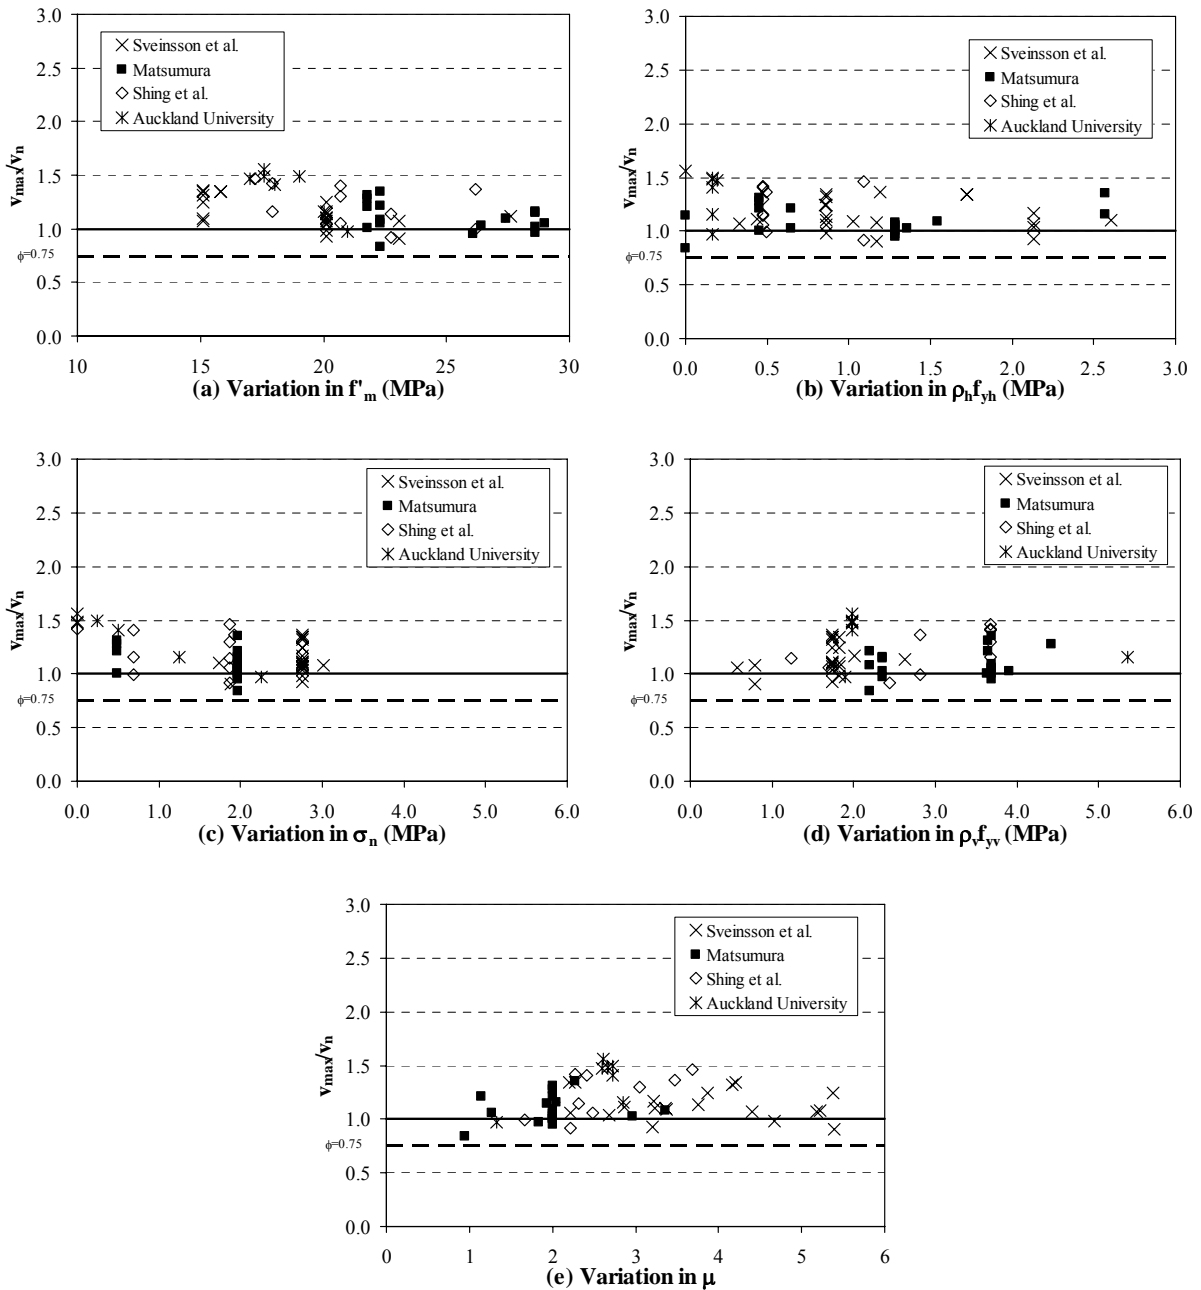 3.0
2.5
2.0
1.5
1.0
0.5
0.0
vmax/vn
ϕ=0.75
Sveinsson et al.
Matsumura
Shing et al.
Auckland University
10 15 20 25 30
(a) Variation in f'm (MPa)
3.0
2.5
2.0
1.5
1.0
0.5
0.0
vmax/vn
ϕ=0.75
Sveinsson et al.
Matsumura
Shing et al.
Auckland University
0.0 0.5 1.0 1.5 2.0 2.5 3.0
(b) Variation in ρhfyh (MPa)
3.0
2.5
2.0
1.5
1.0
0.5
0.0
vmax/vn
ϕ=0.75
Sveinsson et al.
Matsumura
Shing et al.
Auckland University
0.0 1.0 2.0 3.0 4.0 5.0 6.0
(c) Variation in σn (MPa)
3.0
2.5
2.0
1.5
1.0
0.5
0.0
vmax/vn
ϕ=0.75
Sveinsson et al.
Matsumura
Shing et al.
Auckland University
0.0 1.0 2.0 3.0 4.0 5.0 6.0
(d) Variation in ρvfyv (MPa)
3.0
2.5
2.0
1.5
1.0
0.5
0.0
vmax/vn
ϕ=0.75
Sveinsson et al.
Matsumura
Shing et al.
Auckland University
0 1 2 3 4 5 6
(e) Variation in μ